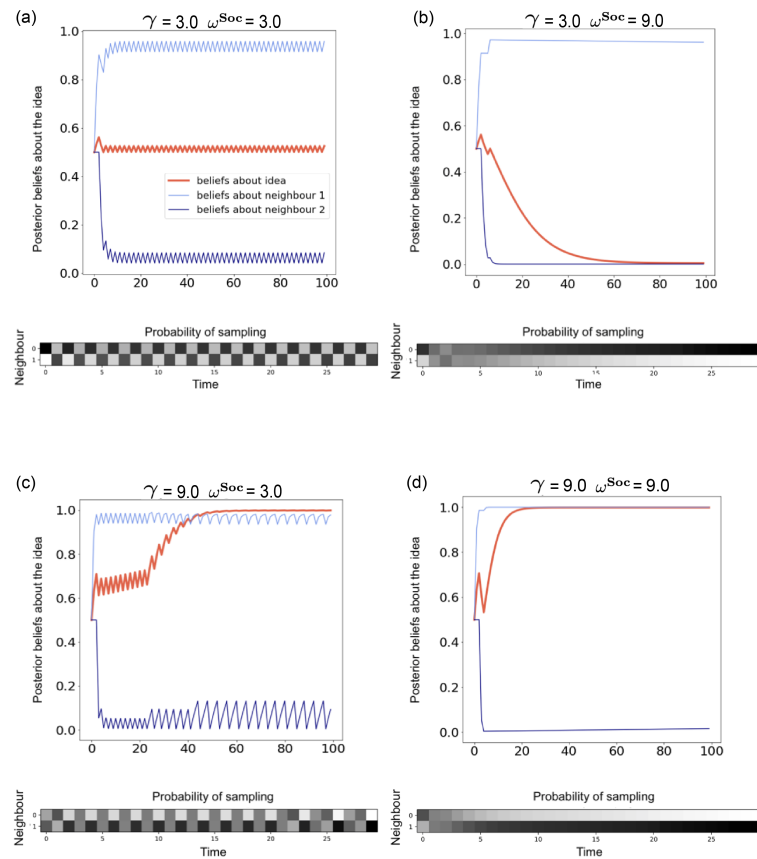 (a)
γ = 3.0 ω^Soc = 3.0
Posterior beliefs about the idea
1.0
0.8
0.6
0.4
0.2
0.0
beliefs about idea
beliefs about neighbour 1
beliefs about neighbour 2
0 20 40 60 80 100
Probability of sampling
Neighbour
0
1
0 5 10 15 20 25
Time
(b)
γ = 3.0 ω^Soc = 9.0
Posterior beliefs about the idea
1.0
0.8
0.6
0.4
0.2
0.0
0 20 40 60 80 100
Probability of sampling
Neighbour
0
1
0 5 10 15 20 25
Time
(c)
γ = 9.0 ω^Soc = 3.0
Posterior beliefs about the idea
1.0
0.8
0.6
0.4
0.2
0.0
0 20 40 60 80 100
Probability of sampling
Neighbour
0
1
0 5 10 15 20 25
Time
(d)
γ = 9.0 ω^Soc = 9.0
Posterior beliefs about the idea
1.0
0.8
0.6
0.4
0.2
0.0
0 20 40 60 80 100
Probability of sampling
Neighbour
0
1
0 5 10 15 20 25
Time